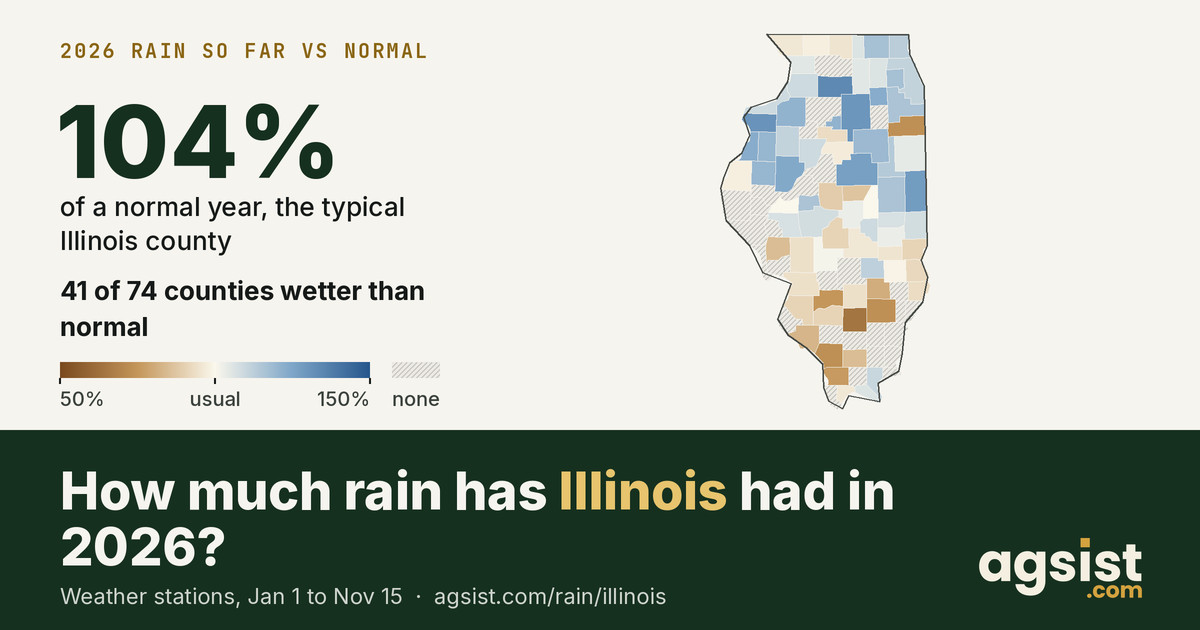 2026 RAIN SO FAR VS NORMAL
104%
of a normal year, the typical
Illinois county
41 of 74 counties wetter than
normal
50% usual 150% none
How much rain has Illinois had in
2026?
Weather stations, Jan 1 to Nov 15 · agsist.com/rain/illinois
agsist
.com